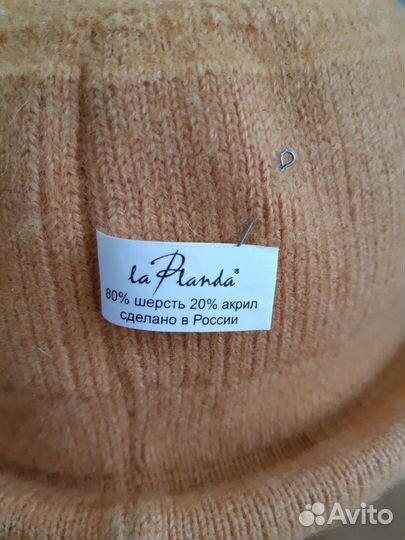 la Planda®
80% шерсть 20% акрил
сделано в России
Avito